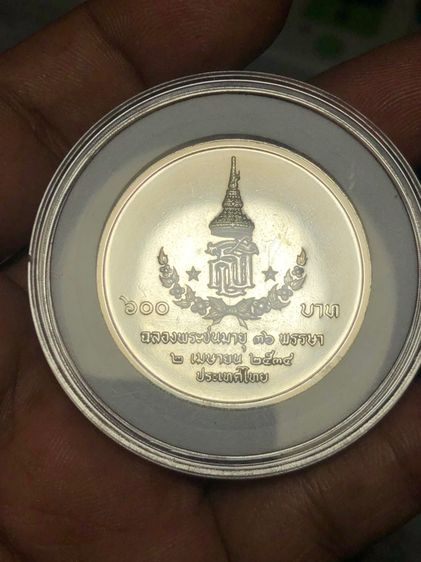 ๖๐๐ บาท
ฉลองพระชนมายุ ๓๖ พรรษา
๒ เมษายน ๒๕๓๔
ประเทศไทย